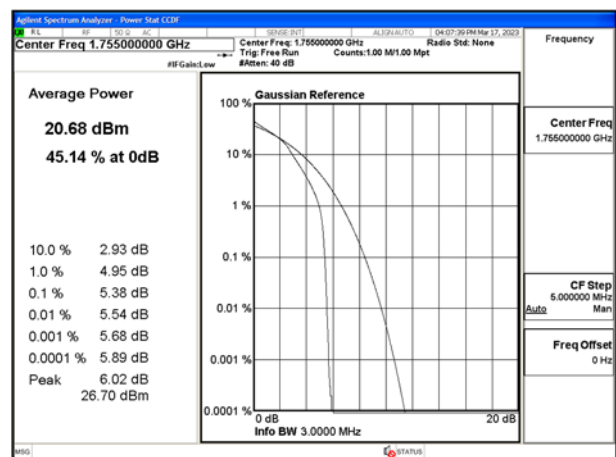 Agilent Spectrum Analyzer - Power Stat CCDF
RL RF 50 Ω AC SENSE:INT ALIGN AUTO 04:07:39 PM Mar 17, 2023
Center Freq 1.755000000 GHz
Center Freq: 1.755000000 GHz Radio Std: None
Trig: Free Run Counts:1.00 M/1.00 Mpt
#IFGain:Low #Atten: 40 dB
Frequency
Average Power
20.68 dBm
45.14 % at 0dB
10.0 % 2.93 dB
1.0 % 4.95 dB
0.1 % 5.38 dB
0.01 % 5.54 dB
0.001 % 5.68 dB
0.0001 % 5.89 dB
Peak 6.02 dB
26.70 dBm
Gaussian Reference
100 %
10 %
1 %
0.1 %
0.01 %
0.001 %
0.0001 %
0 dB 20 dB
Info BW 3.0000 MHz
Center Freq
1.755000000 GHz
CF Step
5.000000 MHz
Auto Man
Freq Offset
0 Hz
MSG STATUS